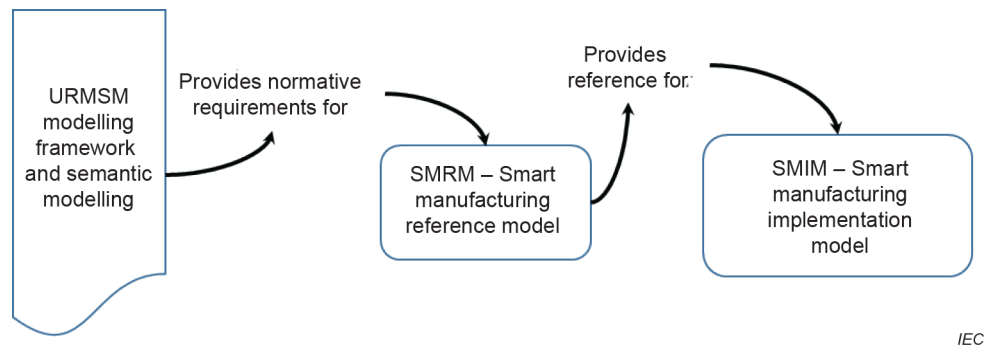 URMSM
modelling
framework
and semantic
modelling
Provides normative
requirements for
SMRM – Smart
manufacturing
reference model
Provides
reference for
SMIM – Smart
manufacturing
implementation
model
IEC